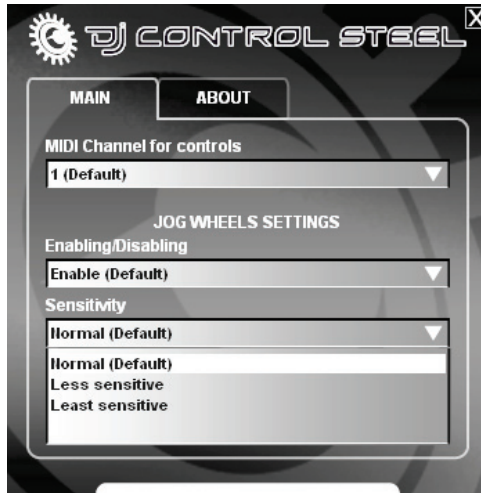 DJ CONTROL STEEL
X
MAIN
ABOUT
MIDI Channel for controls
1 (Default)
JOG WHEELS SETTINGS
Enabling/Disabling
Enable (Default)
Sensitivity
Normal (Default)
Normal (Default)
Less sensitive
Least sensitive